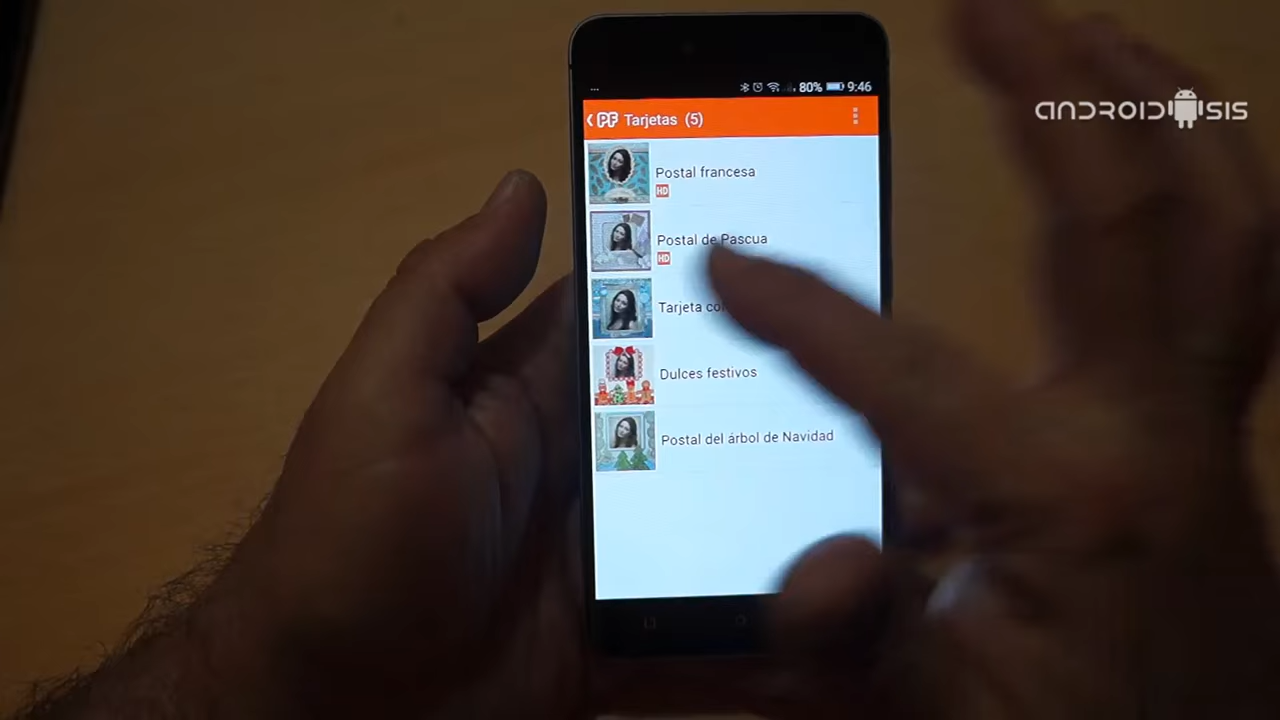 80% 9:46
ANDROIDSIS
PF Tarjetas (5)
Postal francesa
HD
Postal de Pascua
HD
Tarjeta
Dulces festivos
Postal del árbol de Navidad